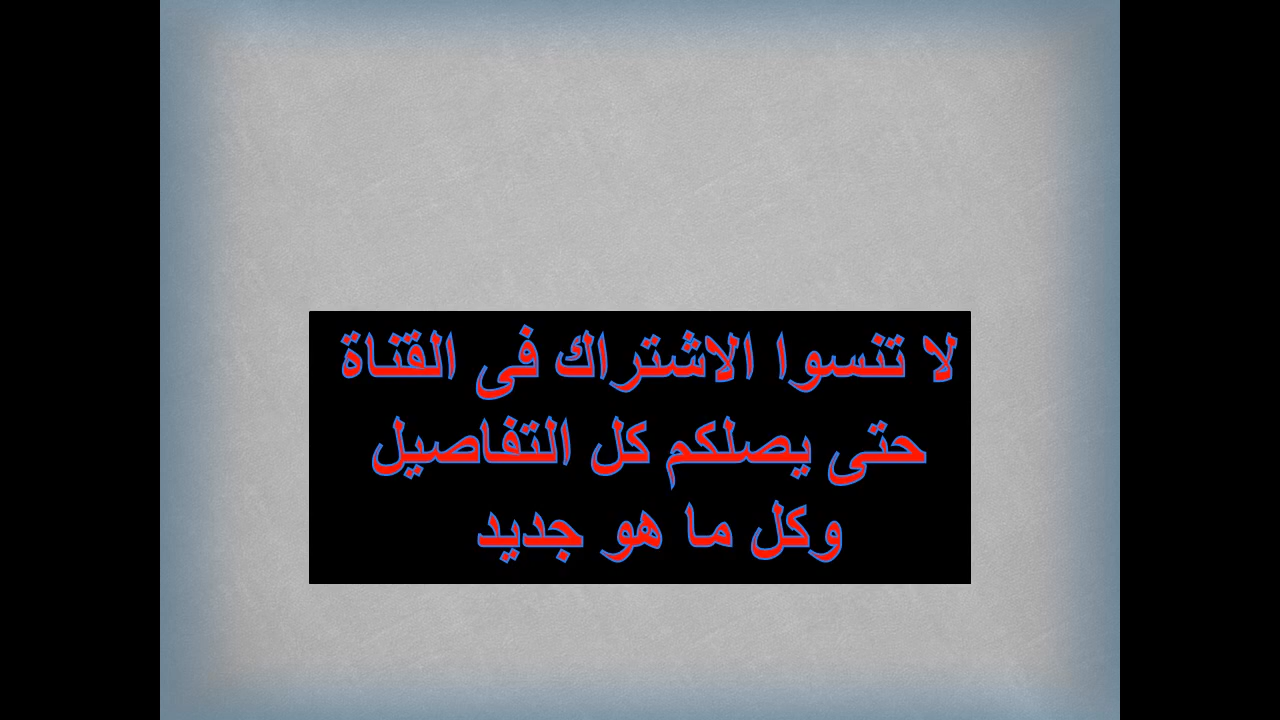 لا تنسوا الاشتراك فى القناة
حتى يصلكم كل التفاصيل
وكل ما هو جديد